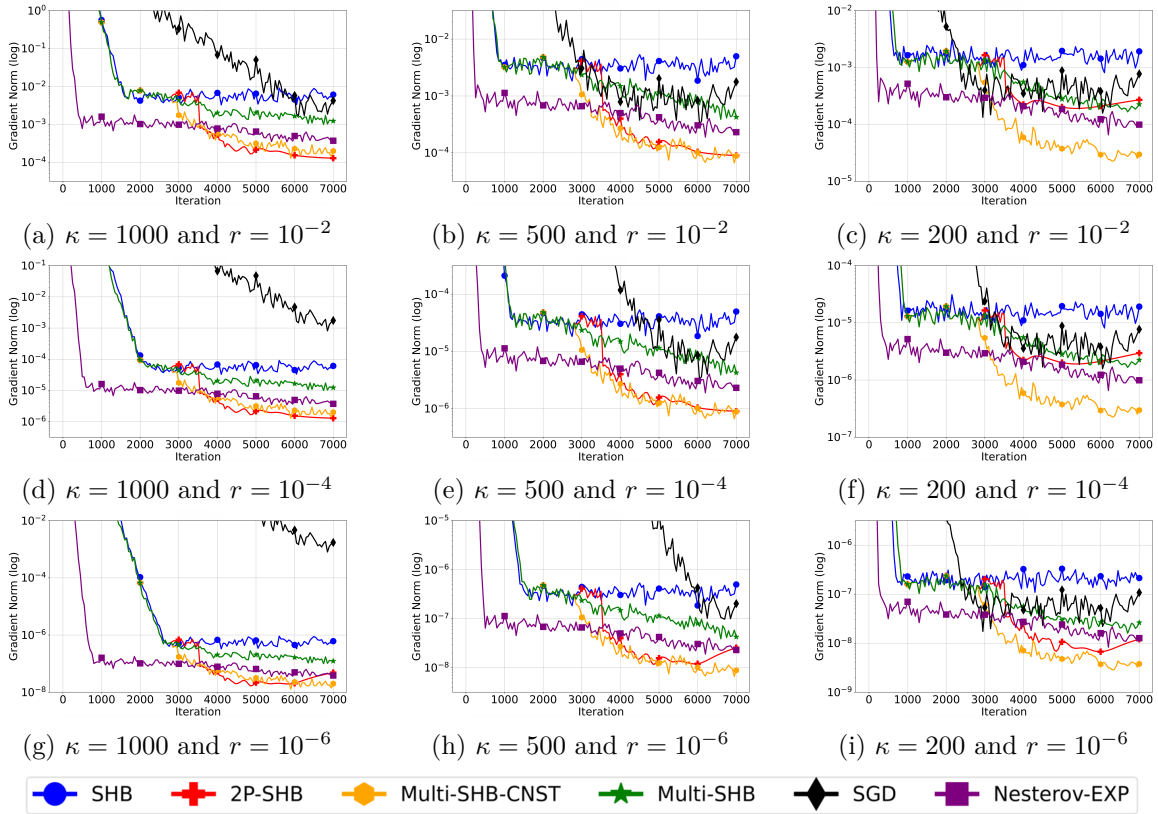 10^0
10^{-1}
10^{-2}
10^{-3}
10^{-4}
Gradient Norm (log)
0 1000 2000 3000 4000 5000 6000 7000
Iteration
(a) κ = 1000 and r = 10^{-2}
10^{-2}
10^{-3}
10^{-4}
Gradient Norm (log)
0 1000 2000 3000 4000 5000 6000 7000
Iteration
(b) κ = 500 and r = 10^{-2}
10^{-2}
10^{-3}
10^{-4}
10^{-5}
Gradient Norm (log)
0 1000 2000 3000 4000 5000 6000 7000
Iteration
(c) κ = 200 and r = 10^{-2}
10^{-1}
10^{-2}
10^{-3}
10^{-4}
10^{-5}
10^{-6}
Gradient Norm (log)
0 1000 2000 3000 4000 5000 6000 7000
Iteration
(d) κ = 1000 and r = 10^{-4}
10^{-4}
10^{-5}
10^{-6}
Gradient Norm (log)
0 1000 2000 3000 4000 5000 6000 7000
Iteration
(e) κ = 500 and r = 10^{-4}
10^{-4}
10^{-5}
10^{-6}
10^{-7}
Gradient Norm (log)
0 1000 2000 3000 4000 5000 6000 7000
Iteration
(f) κ = 200 and r = 10^{-4}
10^{-2}
10^{-4}
10^{-6}
10^{-8}
Gradient Norm (log)
0 1000 2000 3000 4000 5000 6000 7000
Iteration
(g) κ = 1000 and r = 10^{-6}
10^{-5}
10^{-6}
10^{-7}
10^{-8}
Gradient Norm (log)
0 1000 2000 3000 4000 5000 6000 7000
Iteration
(h) κ = 500 and r = 10^{-6}
10^{-6}
10^{-7}
10^{-8}
10^{-9}
Gradient Norm (log)
0 1000 2000 3000 4000 5000 6000 7000
Iteration
(i) κ = 200 and r = 10^{-6}
SHB 2P-SHB Multi-SHB-CNST Multi-SHB SGD Nesterov-EXP